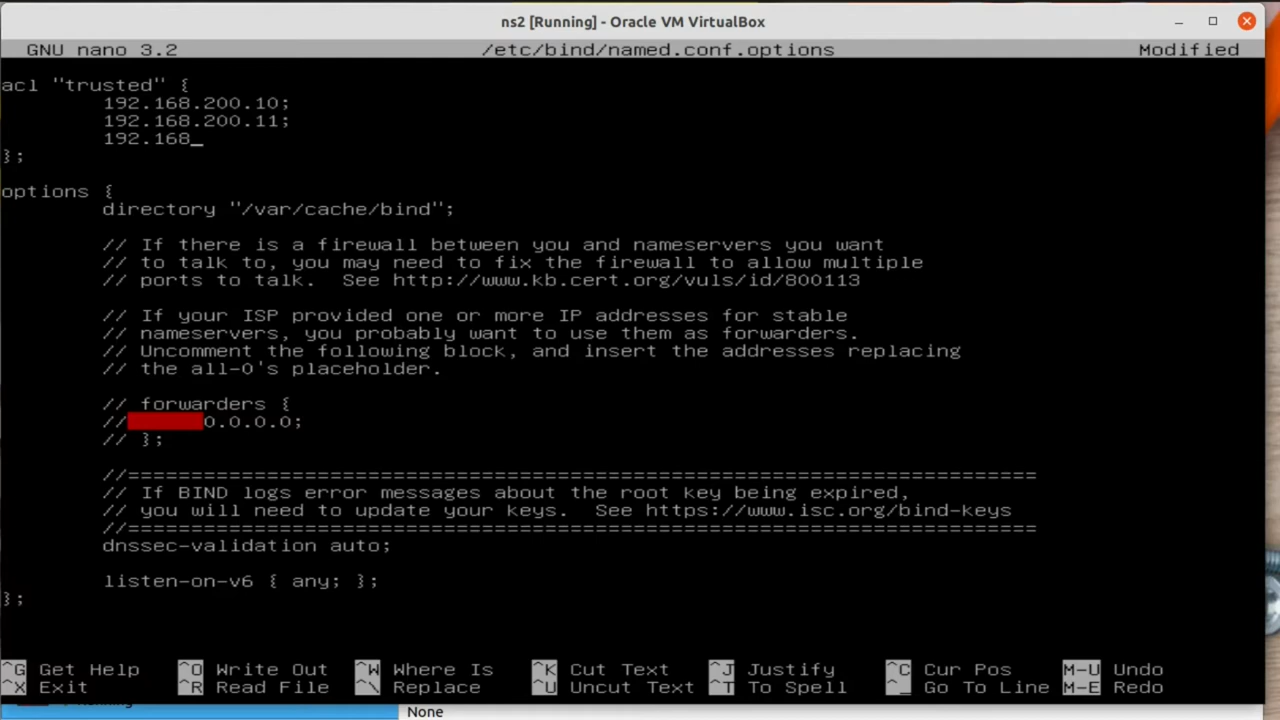 ns2 [Running] - Oracle VM VirtualBox
GNU nano 3.2 /etc/bind/named.conf.options Modified
acl "trusted" {
192.168.200.10;
192.168.200.11;
192.168_
};
options {
directory "/var/cache/bind";
// If there is a firewall between you and nameservers you want
// to talk to, you may need to fix the firewall to allow multiple
// ports to talk.  See http://www.kb.cert.org/vuls/id/800113
// If your ISP provided one or more IP addresses for stable
// nameservers, you probably want to use them as forwarders.
// Uncomment the following block, and insert the addresses replacing
// the all-0's placeholder.
// forwarders {
// 0.0.0.0;
// };
//========================================================================
// If BIND logs error messages about the root key being expired,
// you will need to update your keys.  See https://www.isc.org/bind-keys
//========================================================================
dnssec-validation auto;
listen-on-v6 { any; };
};
^G Get Help ^O Write Out ^W Where Is ^K Cut Text ^J Justify ^C Cur Pos M-U Undo
^X Exit ^R Read File ^\ Replace ^U Uncut Text ^T To Spell ^_ Go To Line M-E Redo
Running
None